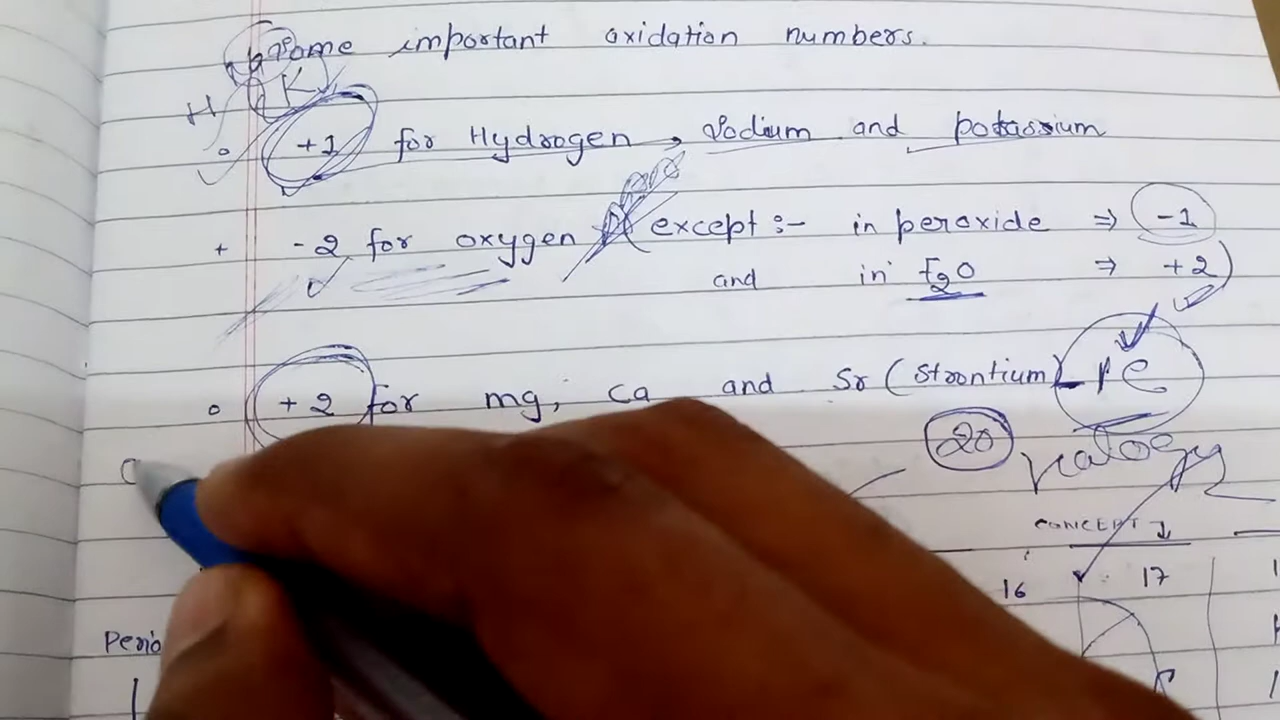 Some important oxidation numbers.
H K
+1 for Hydrogen, Sodium and potassium
+ -2 for oxygen (except :- in peroxide ⇒ -1
and in F2O ⇒ +2)
+2 for mg, Ca and Sr (Strontium)
20
CONCEPT
16 17
Perio